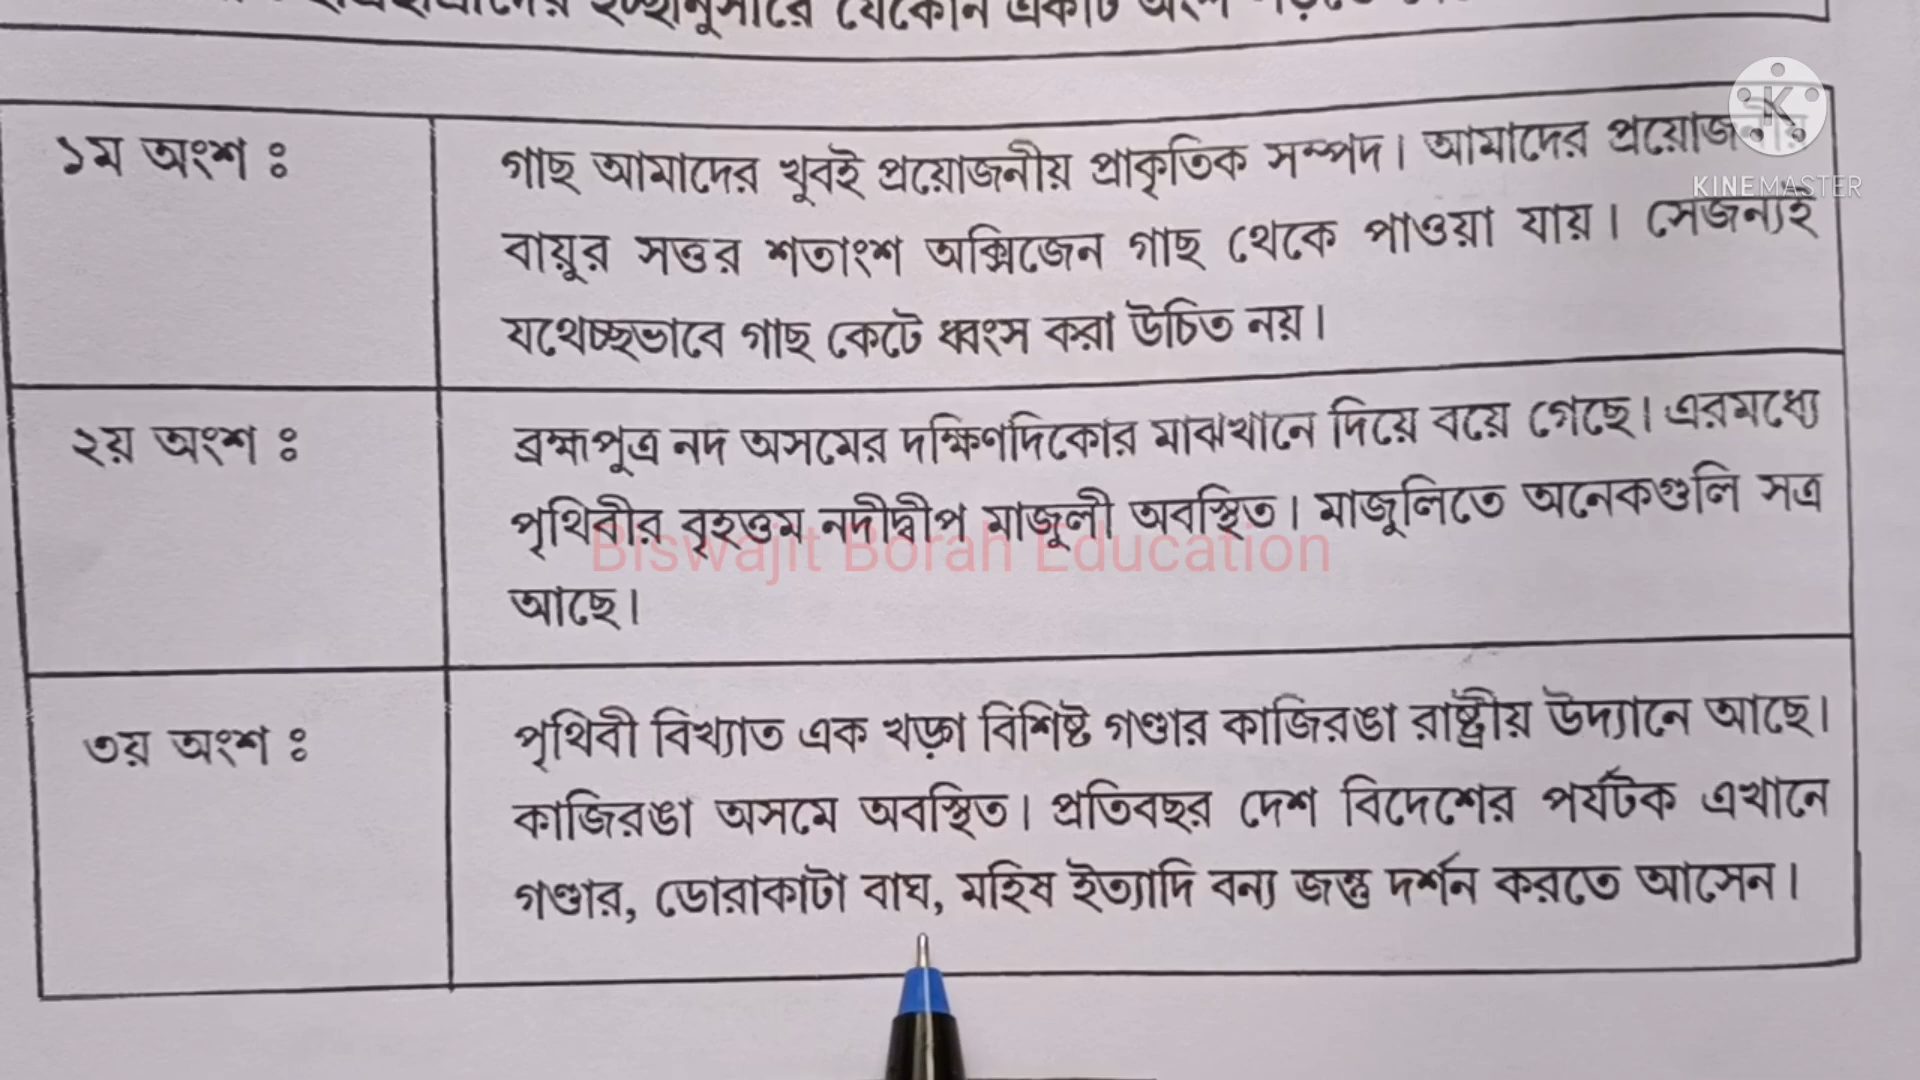 যেকোন একটি অংশ
১ম অংশ ঃ
গাছ আমাদের খুবই প্রয়োজনীয় প্রাকৃতিক সম্পদ। আমাদের প্রয়োজনীয়
বায়ুর সত্তর শতাংশ অক্সিজেন গাছ থেকে পাওয়া যায়। সেজন্যই
যথেচ্ছভাবে গাছ কেটে ধ্বংস করা উচিত নয়।
২য় অংশ ঃ
ব্রহ্মপুত্র নদ অসমের দক্ষিণদিকোর মাঝখানে দিয়ে বয়ে গেছে। এরমধ্যে
পৃথিবীর বৃহত্তম নদীদ্বীপ মাজুলী অবস্থিত। মাজুলিতে অনেকগুলি সত্র
আছে।
৩য় অংশ ঃ
পৃথিবী বিখ্যাত এক খড়্গ বিশিষ্ট গণ্ডার কাজিরঙা রাষ্ট্রীয় উদ্যানে আছে।
কাজিরঙা অসমে অবস্থিত। প্রতিবছর দেশ বিদেশের পর্যটক এখানে
গণ্ডার, ডোরাকাটা বাঘ, মহিষ ইত্যাদি বন্য জন্তু দর্শন করতে আসেন।
K
KINEMASTER
Biswajit Borah Education